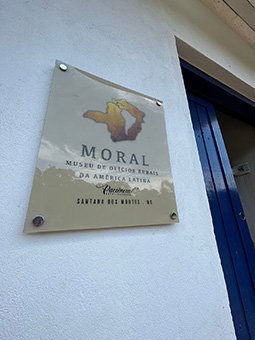 MORAL
MUSEU DE OFÍCIOS RURAIS
DA AMÉRICA LATINA
SANTANA DOS MONTES . MG